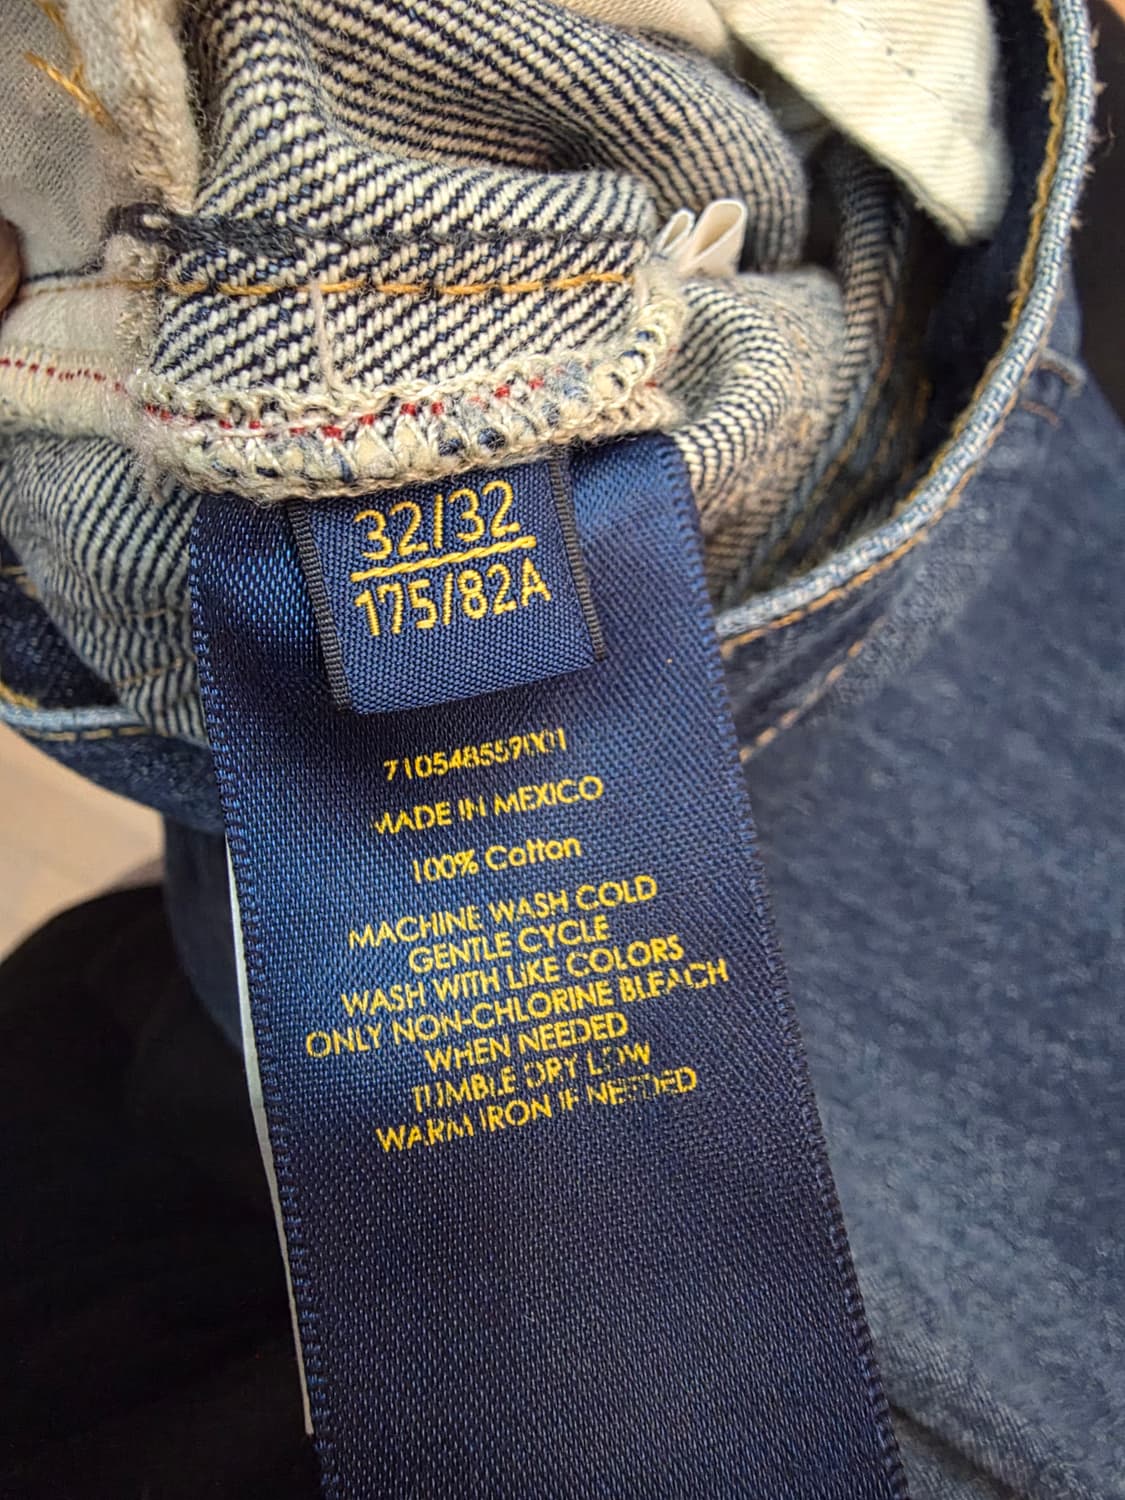 32/32
175/82A
710548559001
MADE IN MEXICO
100% Cotton
MACHINE WASH COLD
GENTLE CYCLE
WASH WITH LIKE COLORS
ONLY NON-CHLORINE BLEACH
WHEN NEEDED
TUMBLE DRY LOW
WARM IRON IF NEEDED